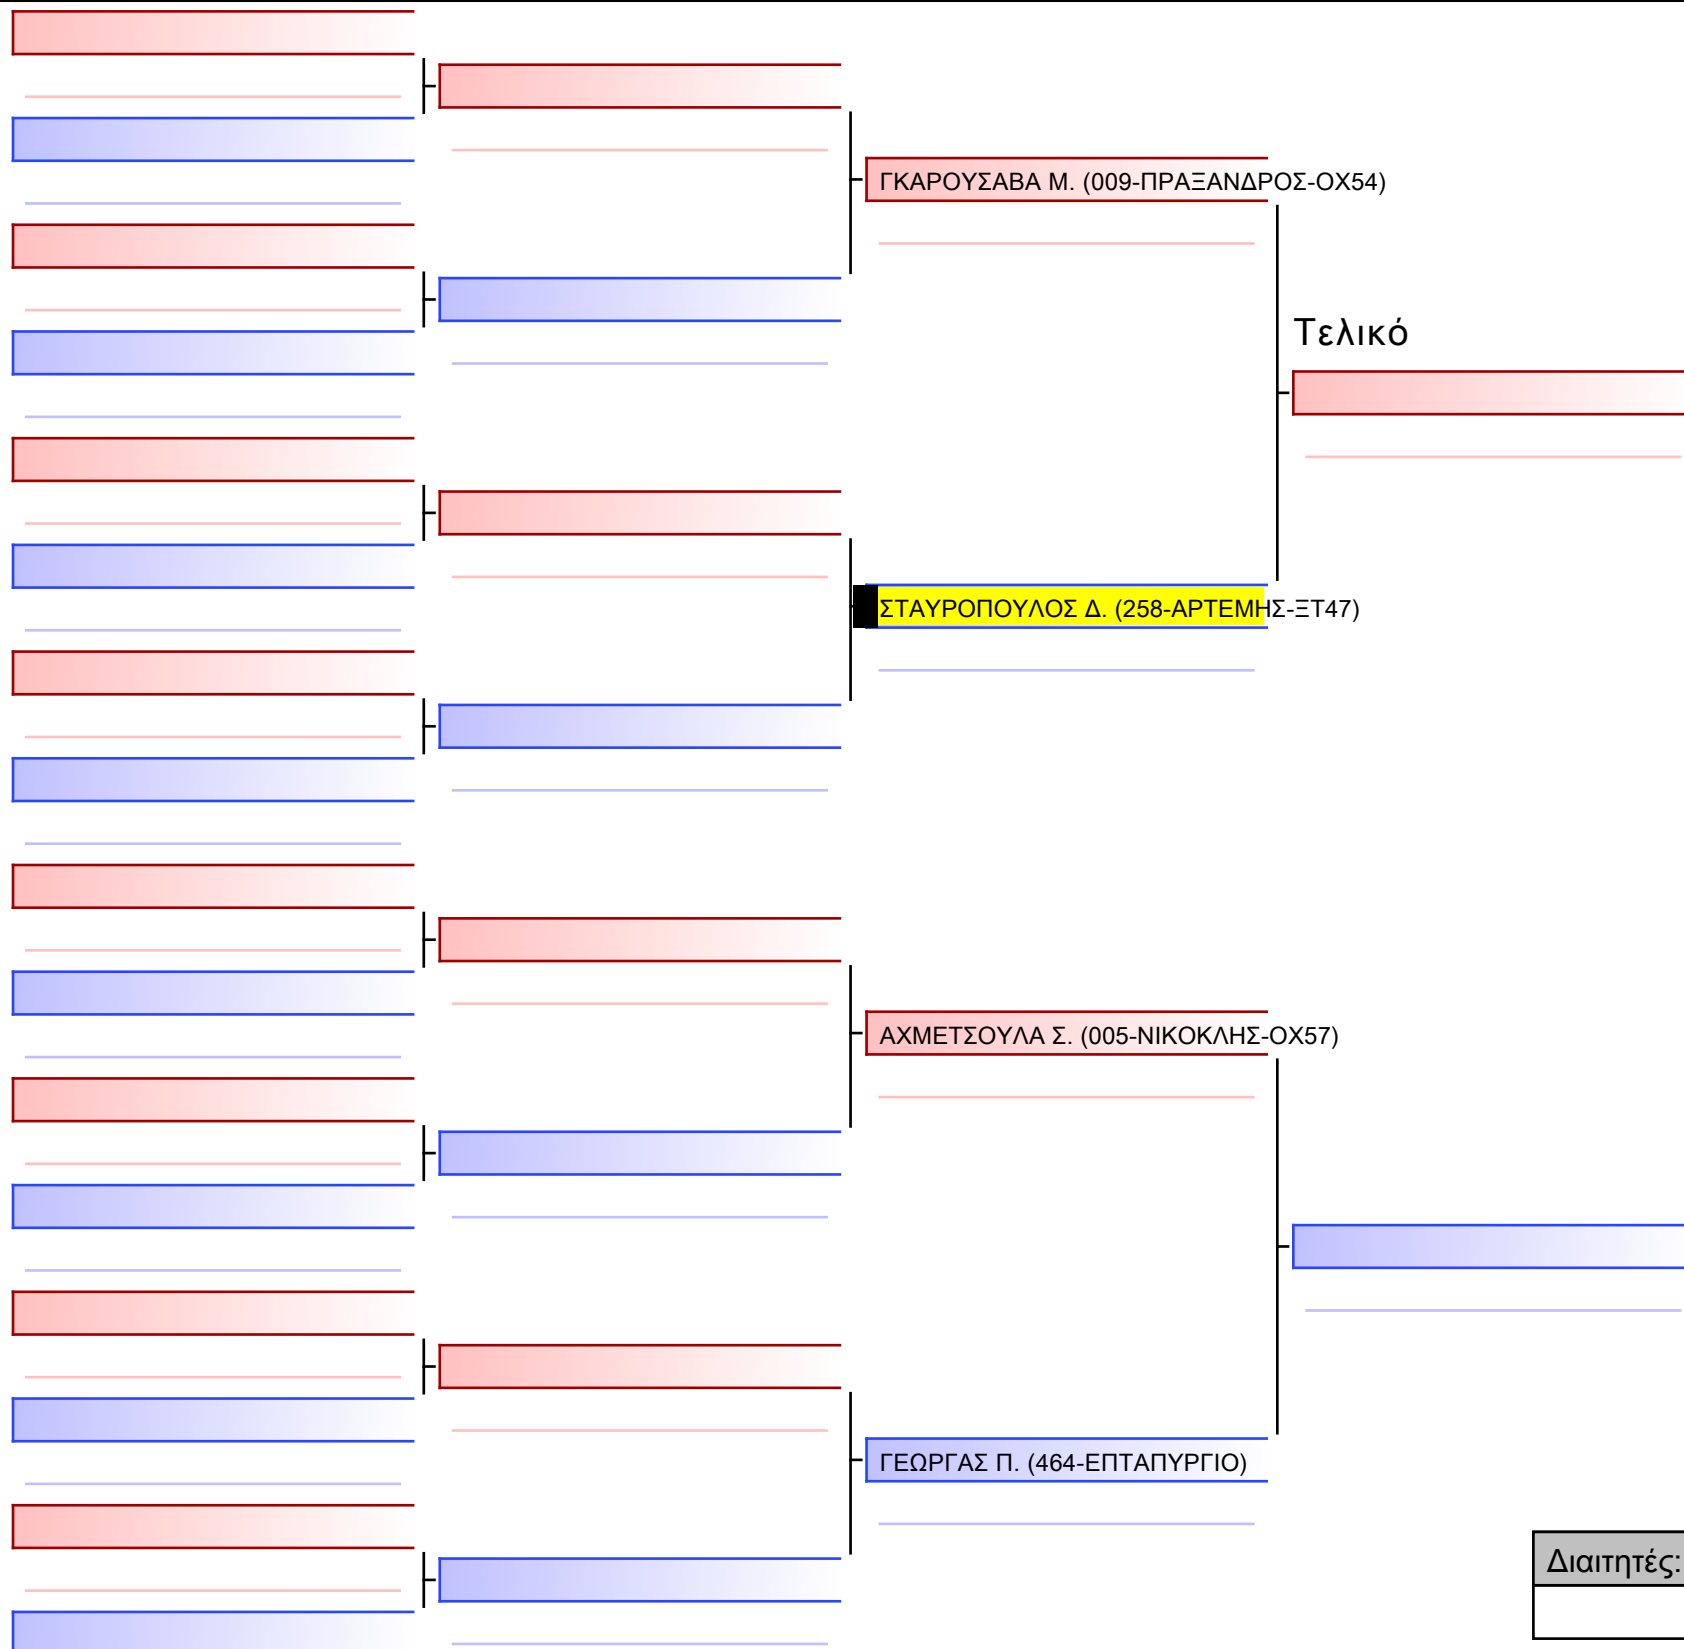 ΓΚΑΡΟΥΣΑΒΑ Μ. (009-ΠΡΑΞΑΝΔΡΟΣ-ΟΧ54)
Τελικό
ΣΤΑΥΡΟΠΟΥΛΟΣ Δ. (258-ΑΡΤΕΜΗΣ-ΞΤ47)
ΑΧΜΕΤΣΟΥΛΑ Σ. (005-ΝΙΚΟΚΛΗΣ-ΟΧ57)
ΓΕΩΡΓΑΣ Π. (464-ΕΠΤΑΠΥΡΓΙΟ)
Διαιτητές: